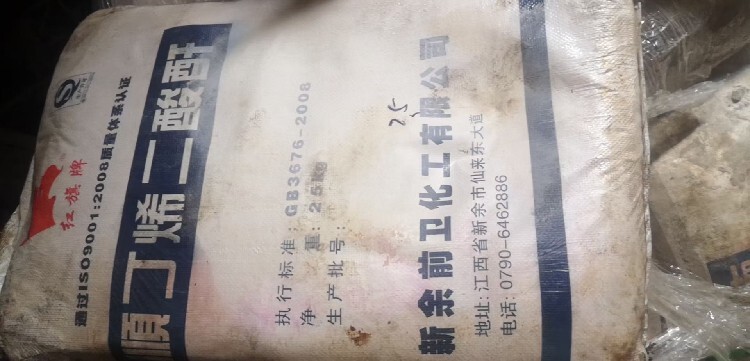 红旗牌
通过ISO9001:2008质量体系认证
顺丁烯二酸酐
执行标准：GB3676-2008
净 重：25kg
生产批号：
25
新余前卫化工有限公司
地址: 江西省新余市仙来东大道
电话: 0790-6462886